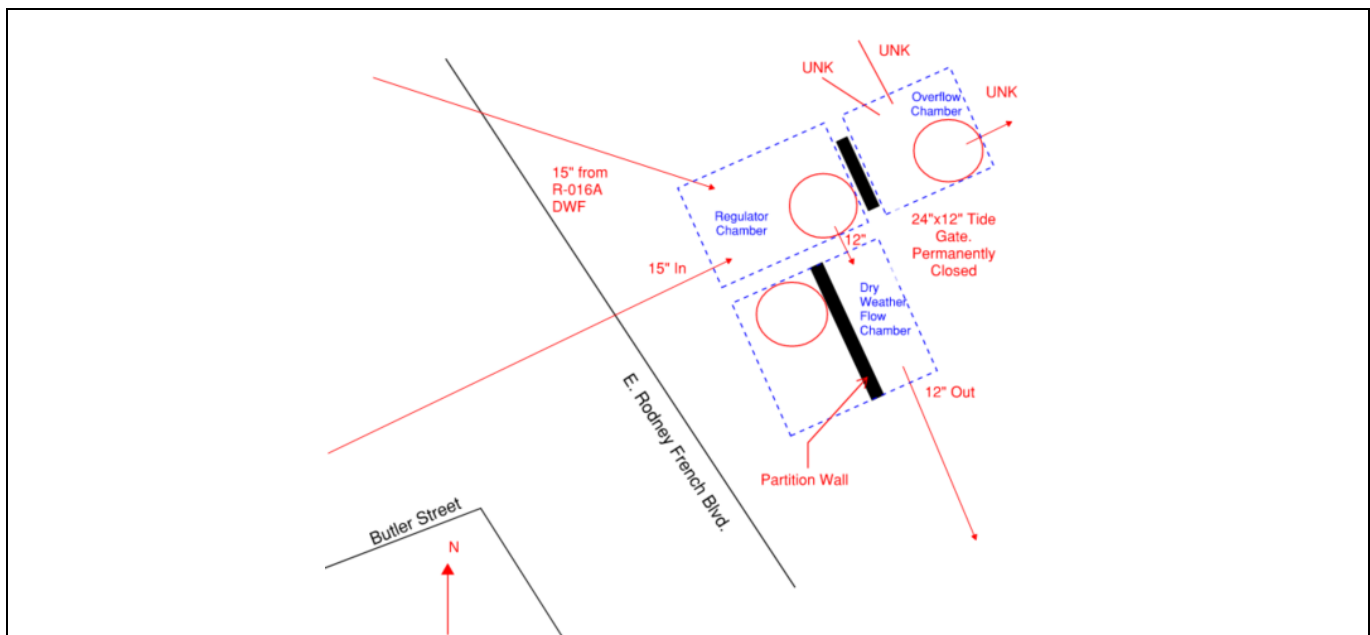 UNK
UNK
UNK
Overflow
Chamber
15" from
R-016A
DWF
Regulator
Chamber
24"x12" Tide
Gate.
Permanently
Closed
12"
15" In
Dry
Weather
Flow
Chamber
12" Out
E. Rodney French Blvd.
Partition Wall
Butler Street
N